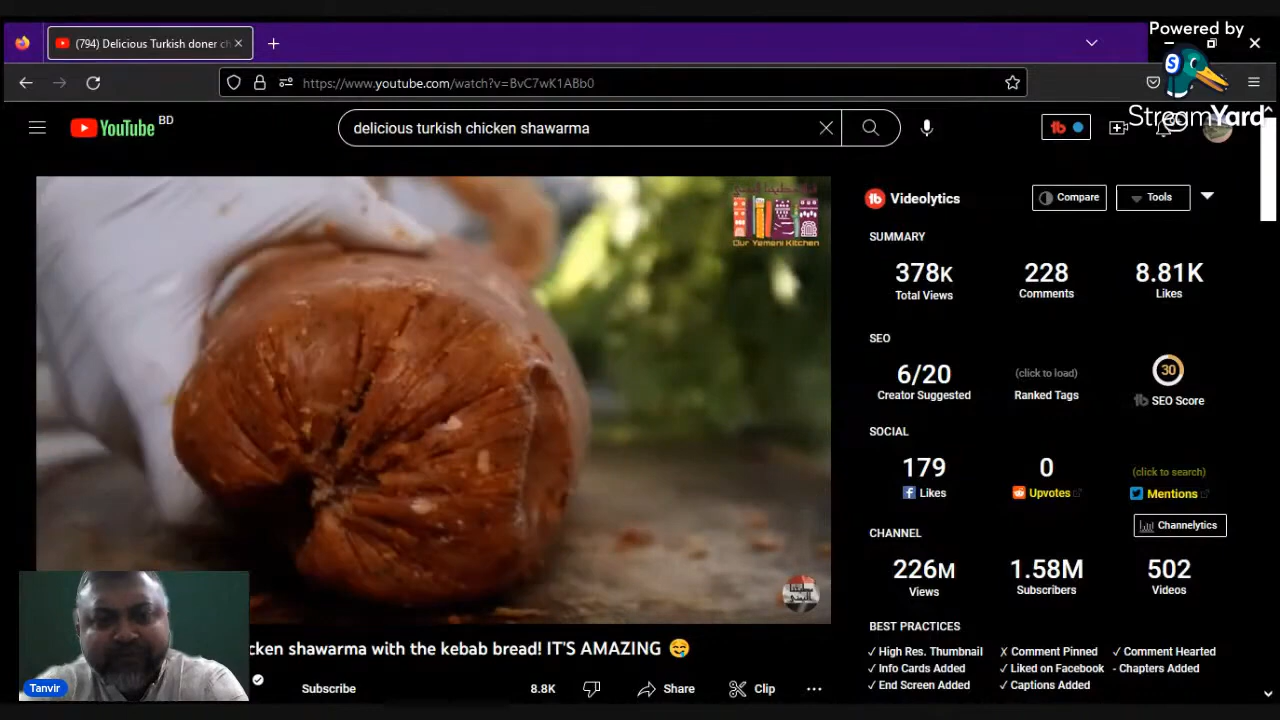 Powered by
StreamYard
(794) Delicious Turkish doner ch
https://www.youtube.com/watch?v=BvC7wK1ABb0
YouTube BD
delicious turkish chicken shawarma
Our Yemeni Kitchen
Videolytics
Compare
Tools
SUMMARY
378K 228 8.81K
Total Views Comments Likes
SEO
6/20 (click to load) 30
Creator Suggested Ranked Tags tb SEO Score
SOCIAL
179 0 (click to search)
Likes Upvotes Mentions
Channelytics
CHANNEL
226M 1.58M 502
Views Subscribers Videos
BEST PRACTICES
✓ High Res. Thumbnail ✗ Comment Pinned ✓ Comment Hearted
✓ Info Cards Added ✓ Liked on Facebook - Chapters Added
✓ End Screen Added ✓ Captions Added
cken shawarma with the kebab bread! IT'S AMAZING 🤤
Subscribe 8.8K Share Clip
Tanvir